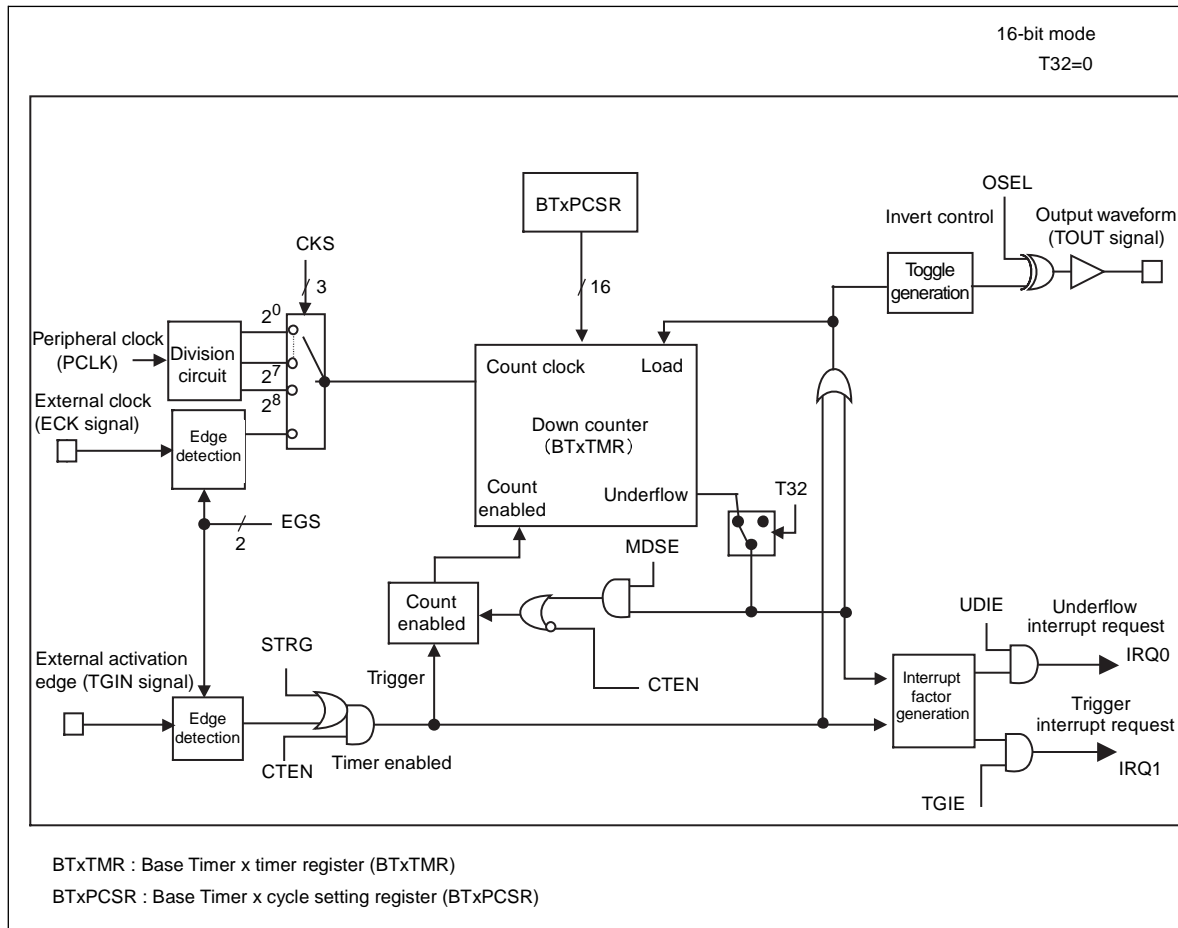 16-bit mode
T32=0
OSEL
BTxPCSR
Invert control
Output waveform
(TOUT signal)
CKS
3
16
Toggle
generation
2⁰
Peripheral clock
(PCLK)
Division
circuit
Count clock
Load
2⁷
External clock
(ECK signal)
2⁸
Down counter
(BTxTMR)
Edge
detection
Count
enabled
Underflow
T32
EGS
2
MDSE
Count
enabled
UDIE
Underflow
interrupt request
STRG
IRQ0
External activation
edge (TGIN signal)
Trigger
CTEN
Interrupt
factor
generation
Trigger
interrupt request
Edge
detection
CTEN
Timer enabled
IRQ1
TGIE
BTxTMR : Base Timer x timer register (BTxTMR)
BTxPCSR : Base Timer x cycle setting register (BTxPCSR)